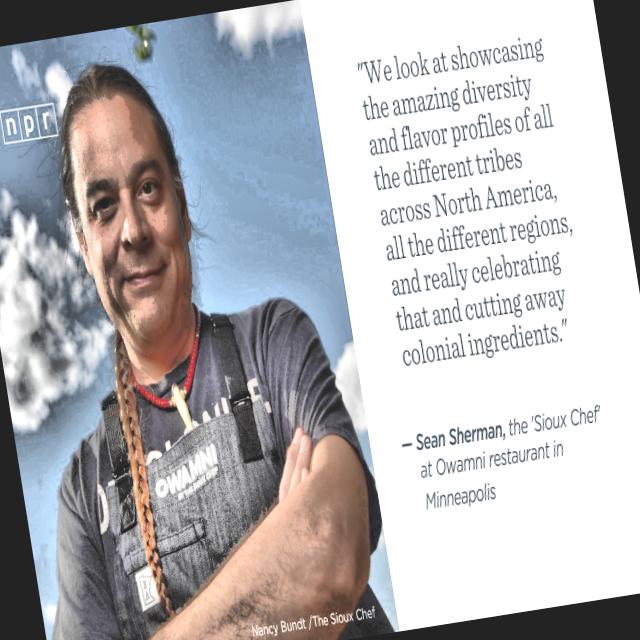 npr
"We look at showcasing
the amazing diversity
and flavor profiles of all
the different tribes
across North America,
all the different regions,
and really celebrating
that and cutting away
colonial ingredients."
— Sean Sherman, the 'Sioux Chef'
at Owamni restaurant in
Minneapolis
OWAMNI
Nancy Bundt /The Sioux Chef